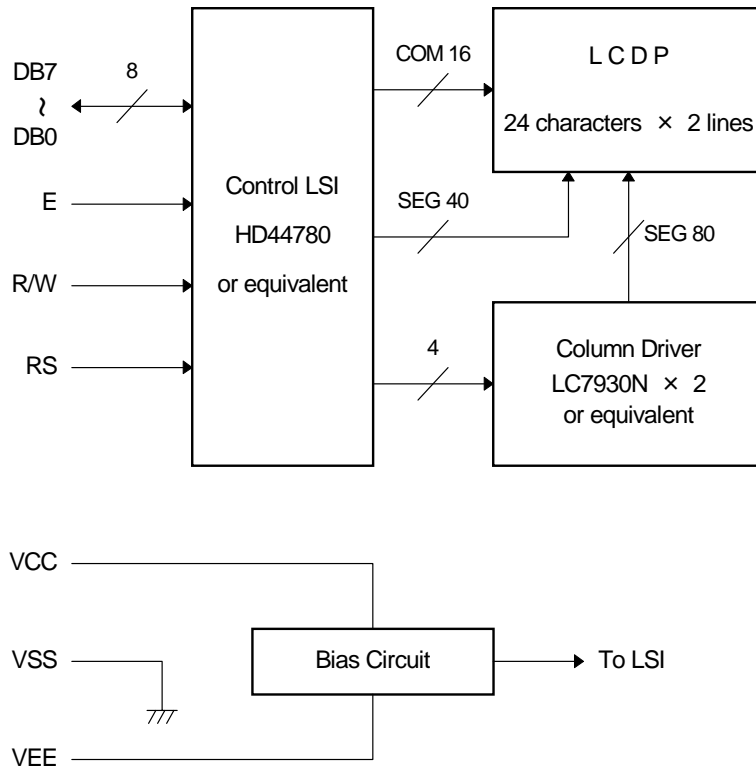 DB7
~
DB0
8
E
R/W
RS
Control LSI
HD44780
or equivalent
COM 16
SEG 40
4
L C D P
24 characters × 2 lines
SEG 80
Column Driver
LC7930N × 2
or equivalent
VCC
VSS
VEE
Bias Circuit
To LSI